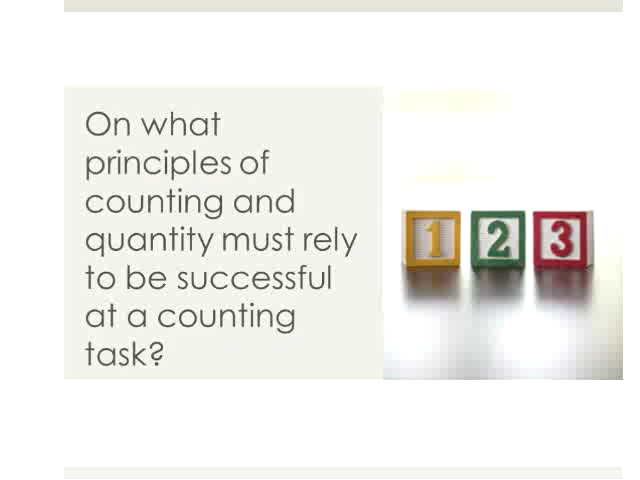 On what
principles of
counting and
quantity must rely
to be successful
at a counting
task?
1 2 3